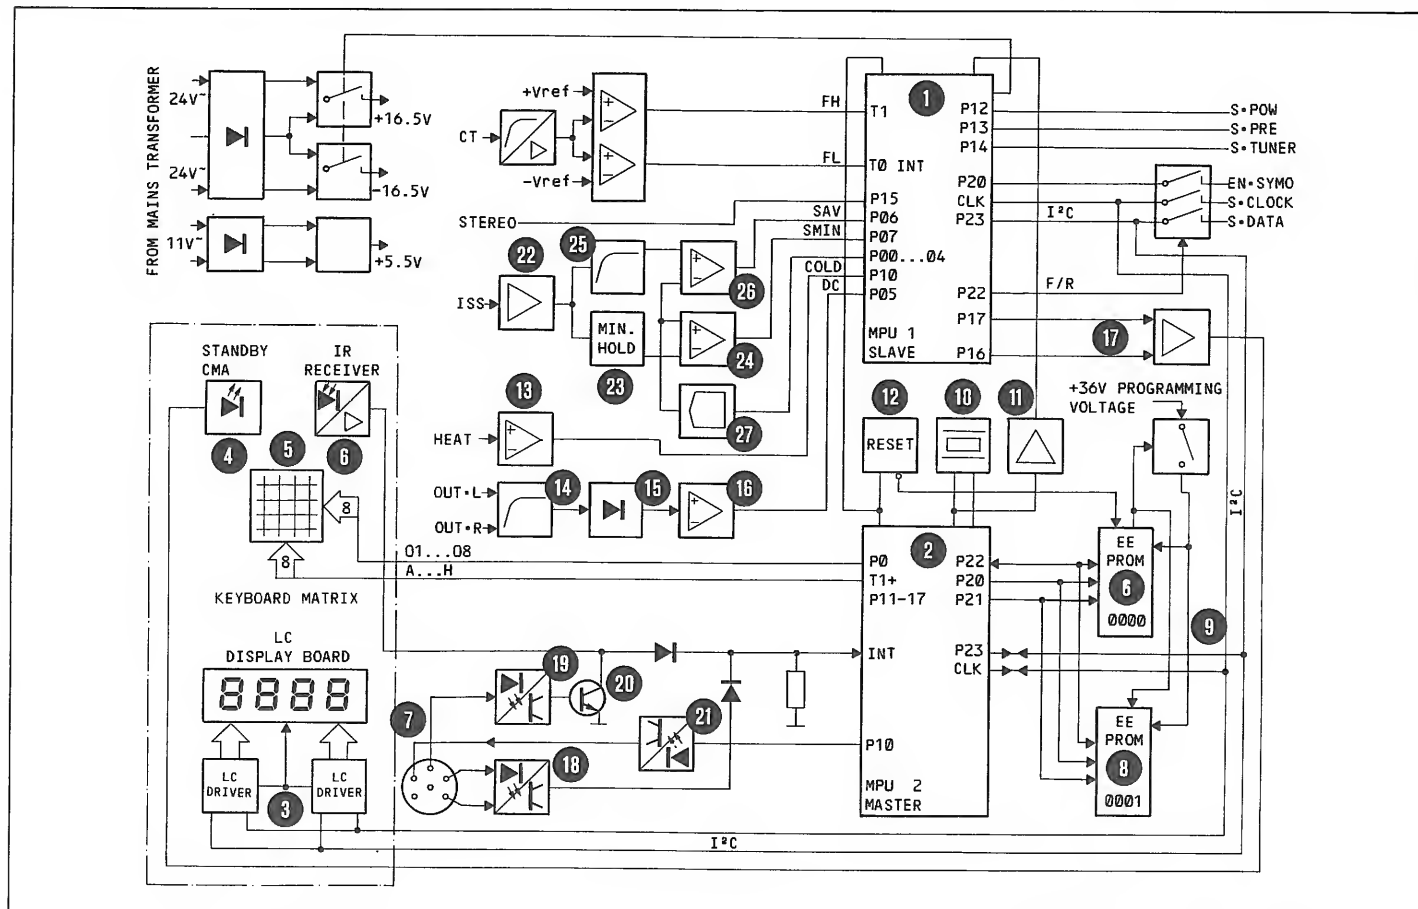 FROM MAINS TRANSFORMER
24V~
24V~
11V~
+16.5V
-16.5V
+5.5V
+Vref
CT
-Vref
FH
FL
STEREO
SAV
SMIN
COLD
DC
ISS
22
25
MIN.
HOLD
23
26
24
27
13
HEAT
OUT•L
OUT•R
14
15
16
1
T1
T0 INT
P15
P06
P07
P00...04
P10
P05
MPU 1
SLAVE
P12
P13
P14
P20
CLK
P23
P22
P17
P16
S•POW
S•PRE
S•TUNER
EN•SYMO
S•CLOCK
S•DATA
I²C
F/R
17
+36V PROGRAMMING
VOLTAGE
12
10
11
RESET
STANDBY
CMA
IR
RECEIVER
4
5
6
8
8
01...08
A...H
KEYBOARD MATRIX
LC
DISPLAY BOARD
8888
LC
DRIVER
3
LC
DRIVER
7
19
20
18
21
2
P0
T1+
P11-17
INT
P10
MPU 2
MASTER
P22
P20
P21
P23
CLK
EE
PROM
6
0000
9
EE
PROM
8
0001
I²C
I²C